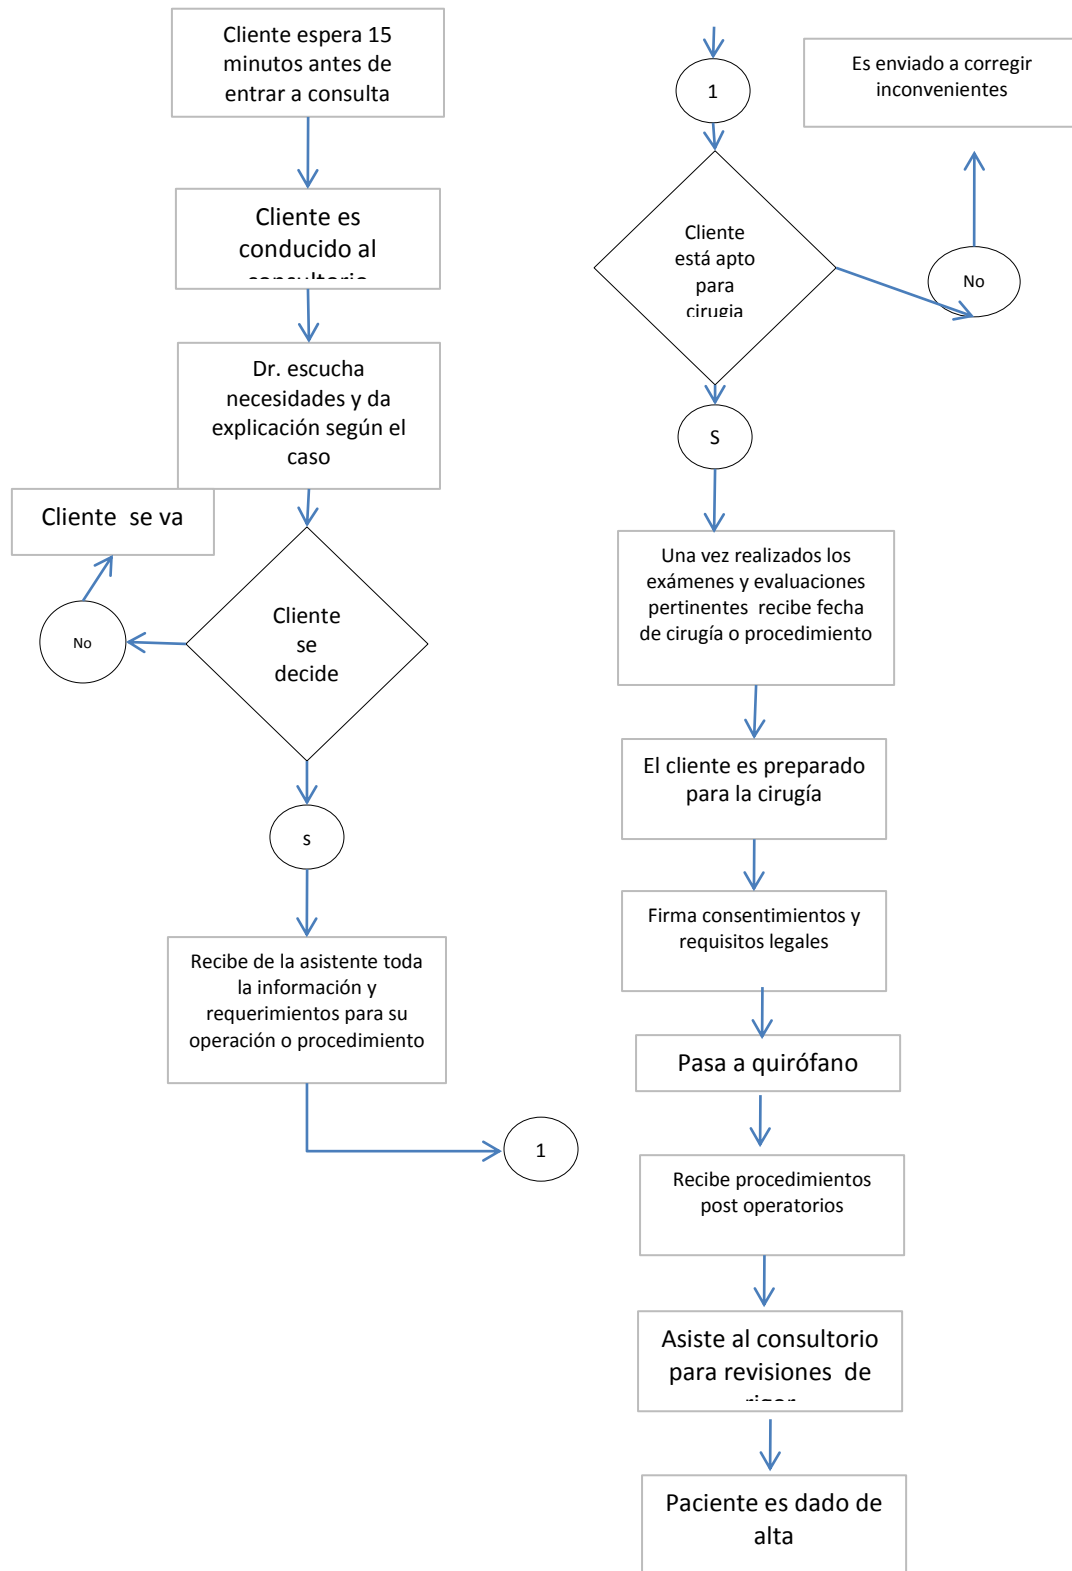 Cliente espera 15
minutos antes de
entrar a consulta
Cliente es
conducido al
consultorio
Dr. escucha
necesidades y da
explicación según el
caso
Cliente se va
No
Cliente
se
decide
s
Recibe de la asistente toda
la información y
requerimientos para su
operación o procedimiento
1
1
Es enviado a corregir
inconvenientes
Cliente
está apto
para
cirugia
No
S
Una vez realizados los
exámenes y evaluaciones
pertinentes recibe fecha
de cirugía o procedimiento
El cliente es preparado
para la cirugía
Firma consentimientos y
requisitos legales
Pasa a quirófano
Recibe procedimientos
post operatorios
Asiste al consultorio
para revisiones de
rigor
Paciente es dado de
alta